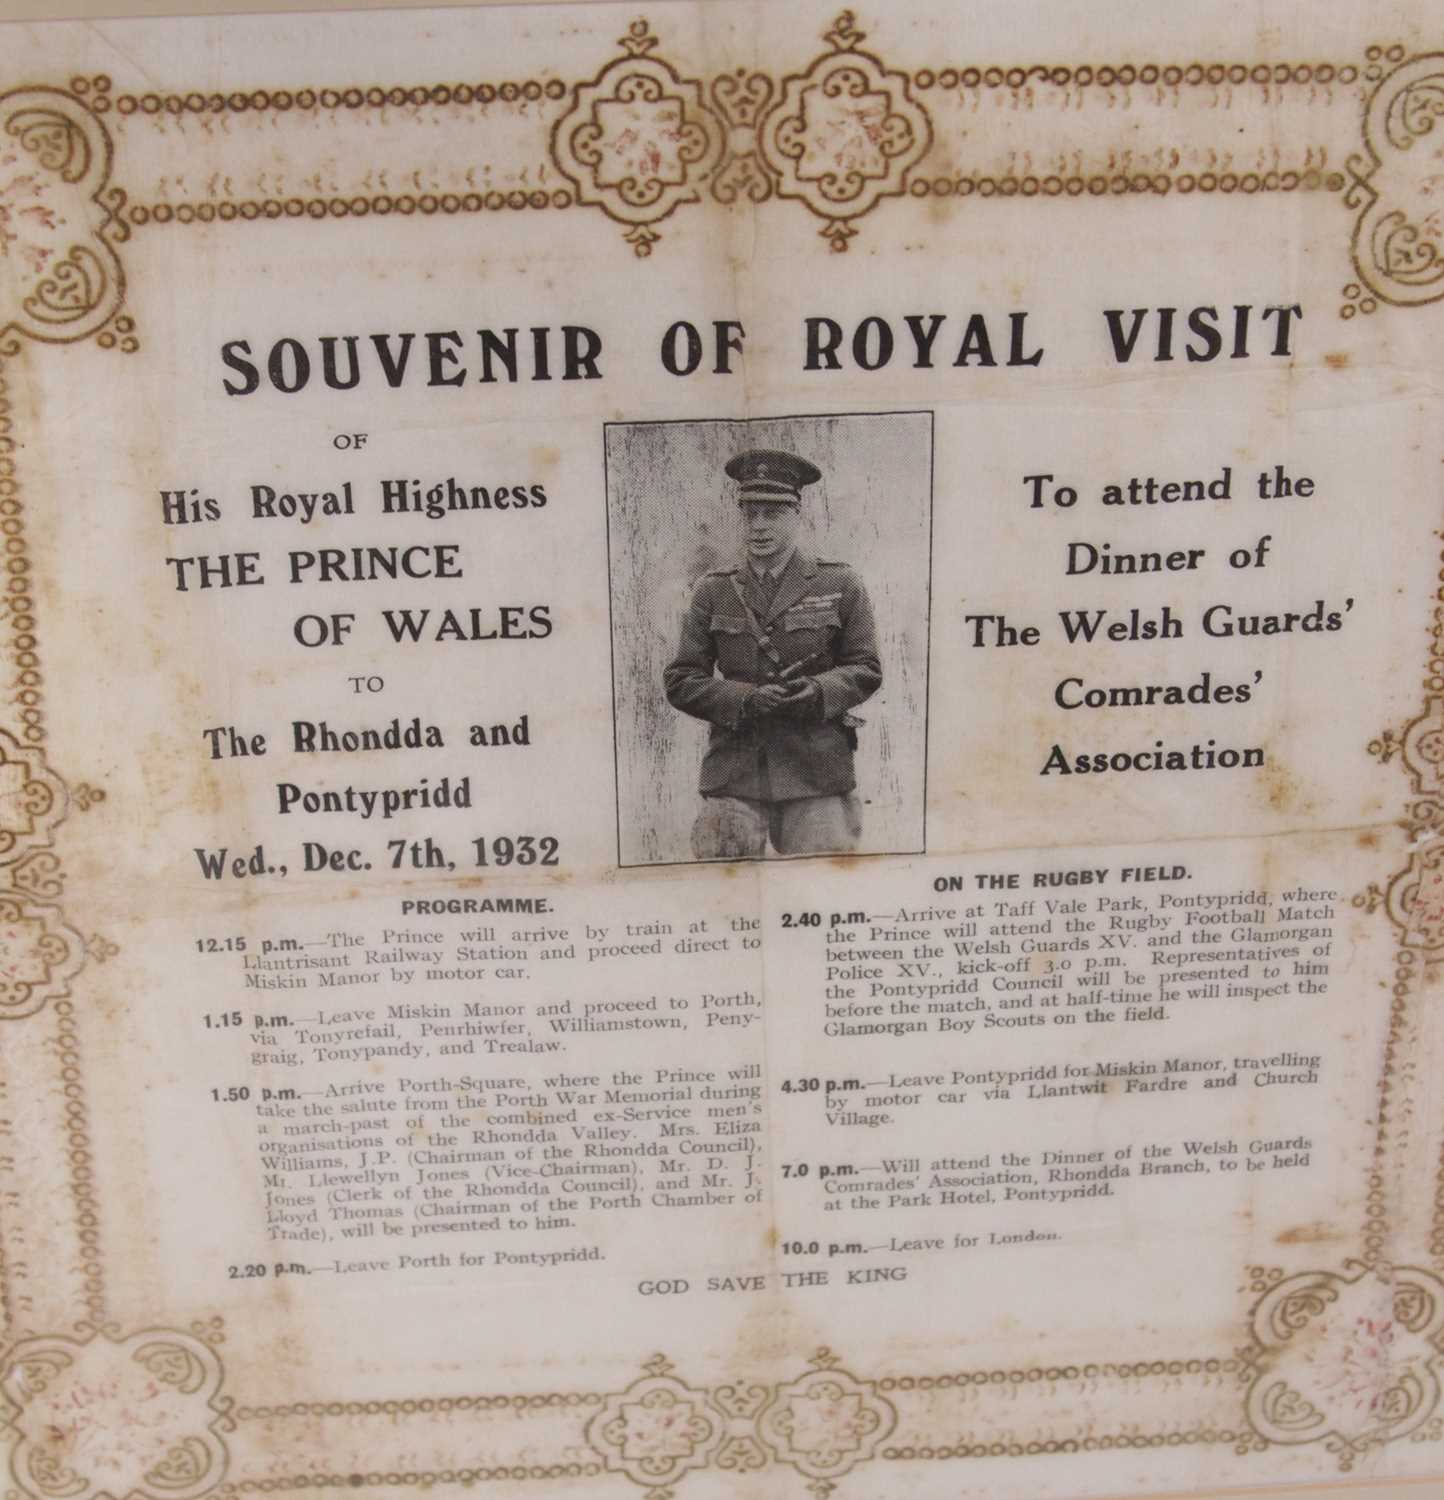 SOUVENIR OF ROYAL VISIT
OF
His Royal Highness
THE PRINCE
OF WALES
TO
The Rhondda and
Pontypridd
Wed., Dec. 7th, 1932
To attend the
Dinner of
The Welsh Guards'
Comrades'
Association
PROGRAMME.
12.15 p.m.—The Prince will arrive by train at the
Llantrisant Railway Station and proceed direct to
Miskin Manor by motor car.
1.15 p.m.—Leave Miskin Manor and proceed to Porth,
via Tonyrefail, Penrhiwfer, Williamstown, Peny-
graig, Tonypandy, and Trealaw.
1.50 p.m.—Arrive Porth-Square, where the Prince will
take the salute from the Porth War Memorial during
a march-past of the combined ex-Service men's
organisations of the Rhondda Valley. Mrs. Eliza
Williams, J.P. (Chairman of the Rhondda Council),
Mr. Llewellyn Jones (Vice-Chairman), Mr. D. J.
Jones (Clerk of the Rhondda Council), and Mr. J.
Lloyd Thomas (Chairman of the Porth Chamber of
Trade), will be presented to him.
2.20 p.m.—Leave Porth for Pontypridd.
ON THE RUGBY FIELD.
2.40 p.m.—Arrive at Taff Vale Park, Pontypridd, where
the Prince will attend the Rugby Football Match
between the Welsh Guards XV. and the Glamorgan
Police XV., kick-off 3.0 p.m. Representatives of
the Pontypridd Council will be presented to him
before the match, and at half-time he will inspect the
Glamorgan Boy Scouts on the field.
4.30 p.m.—Leave Pontypridd for Miskin Manor, travelling
by motor car via Llantwit Fardre and Church
Village.
7.0 p.m.—Will attend the Dinner of the Welsh Guards
Comrades' Association, Rhondda Branch, to be held
at the Park Hotel, Pontypridd.
10.0 p.m.—Leave for London.
GOD SAVE THE KING